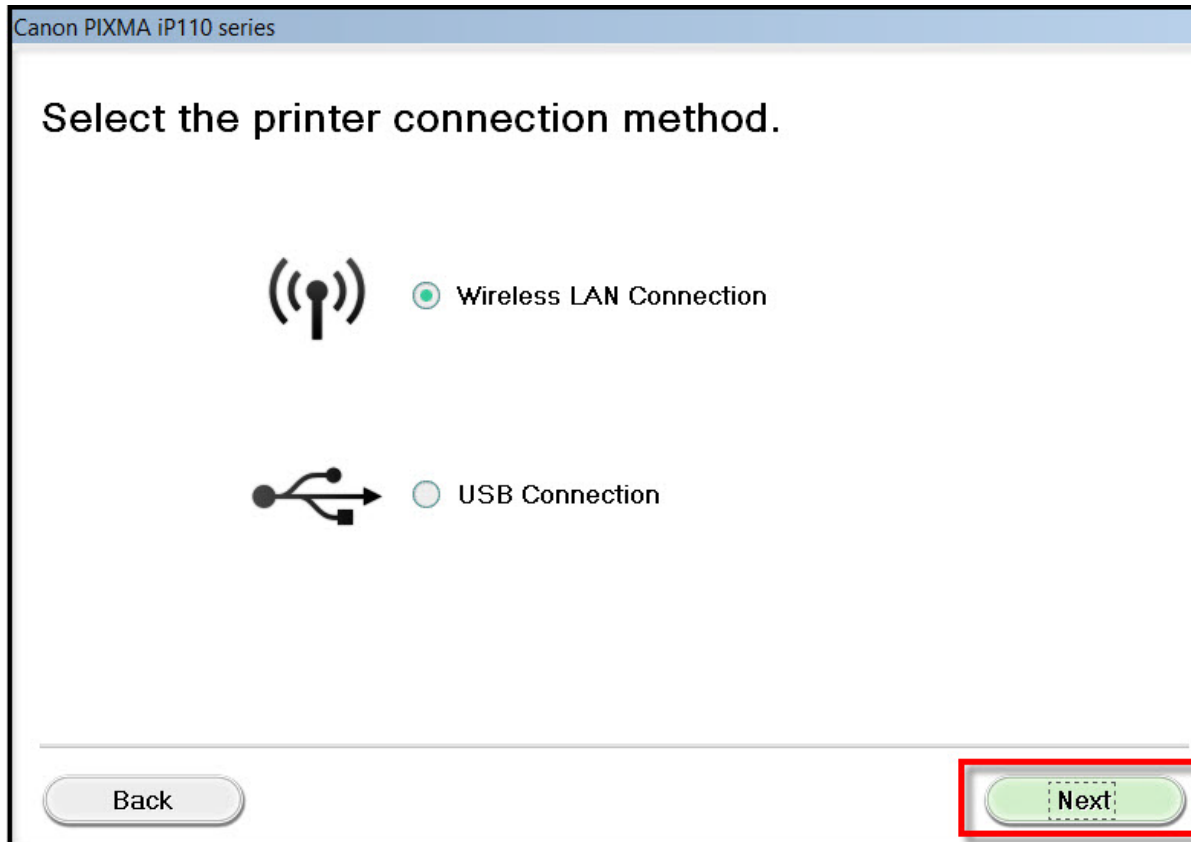 Canon PIXMA iP110 series
Select the printer connection method.
Wireless LAN Connection
USB Connection
Back
Next